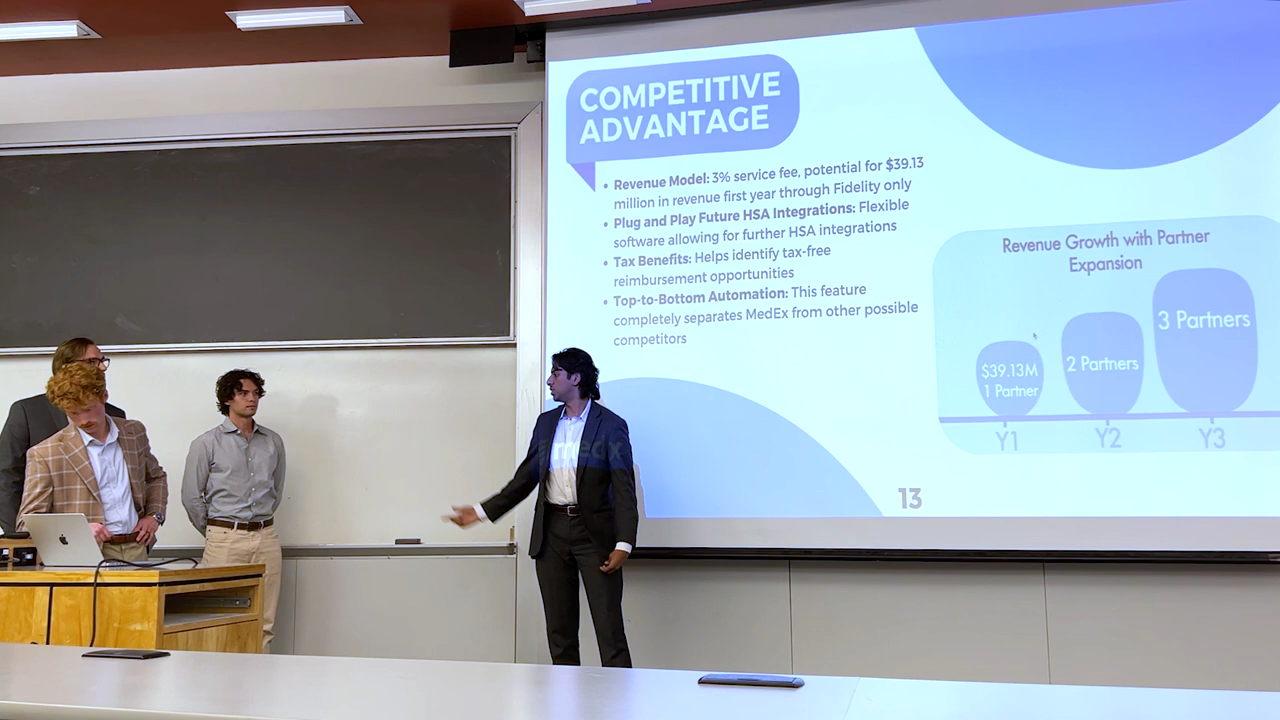 COMPETITIVE
ADVANTAGE
• Revenue Model: 3% service fee, potential for $39.13
million in revenue first year through Fidelity only
• Plug and Play Future HSA Integrations: Flexible
software allowing for further HSA integrations
• Tax Benefits: Helps identify tax-free
reimbursement opportunities
• Top-to-Bottom Automation: This feature
completely separates MedEx from other possible
competitors
Revenue Growth with Partner
Expansion
$39.13M
1 Partner
2 Partners
3 Partners
Y1
Y2
Y3
13
medx